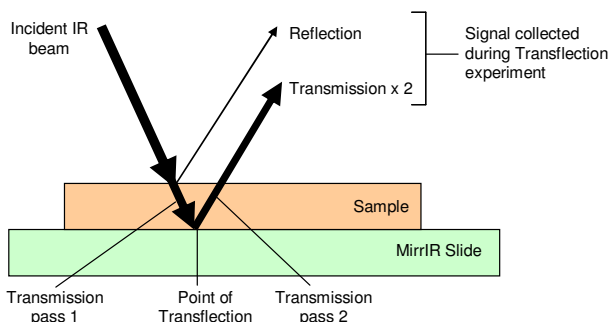 Incident IR
beam
Reflection
Transmission x 2
Signal collected
during Transflection
experiment
Sample
MirrIR Slide
Transmission
pass 1
Point of
Transflection
Transmission
pass 2